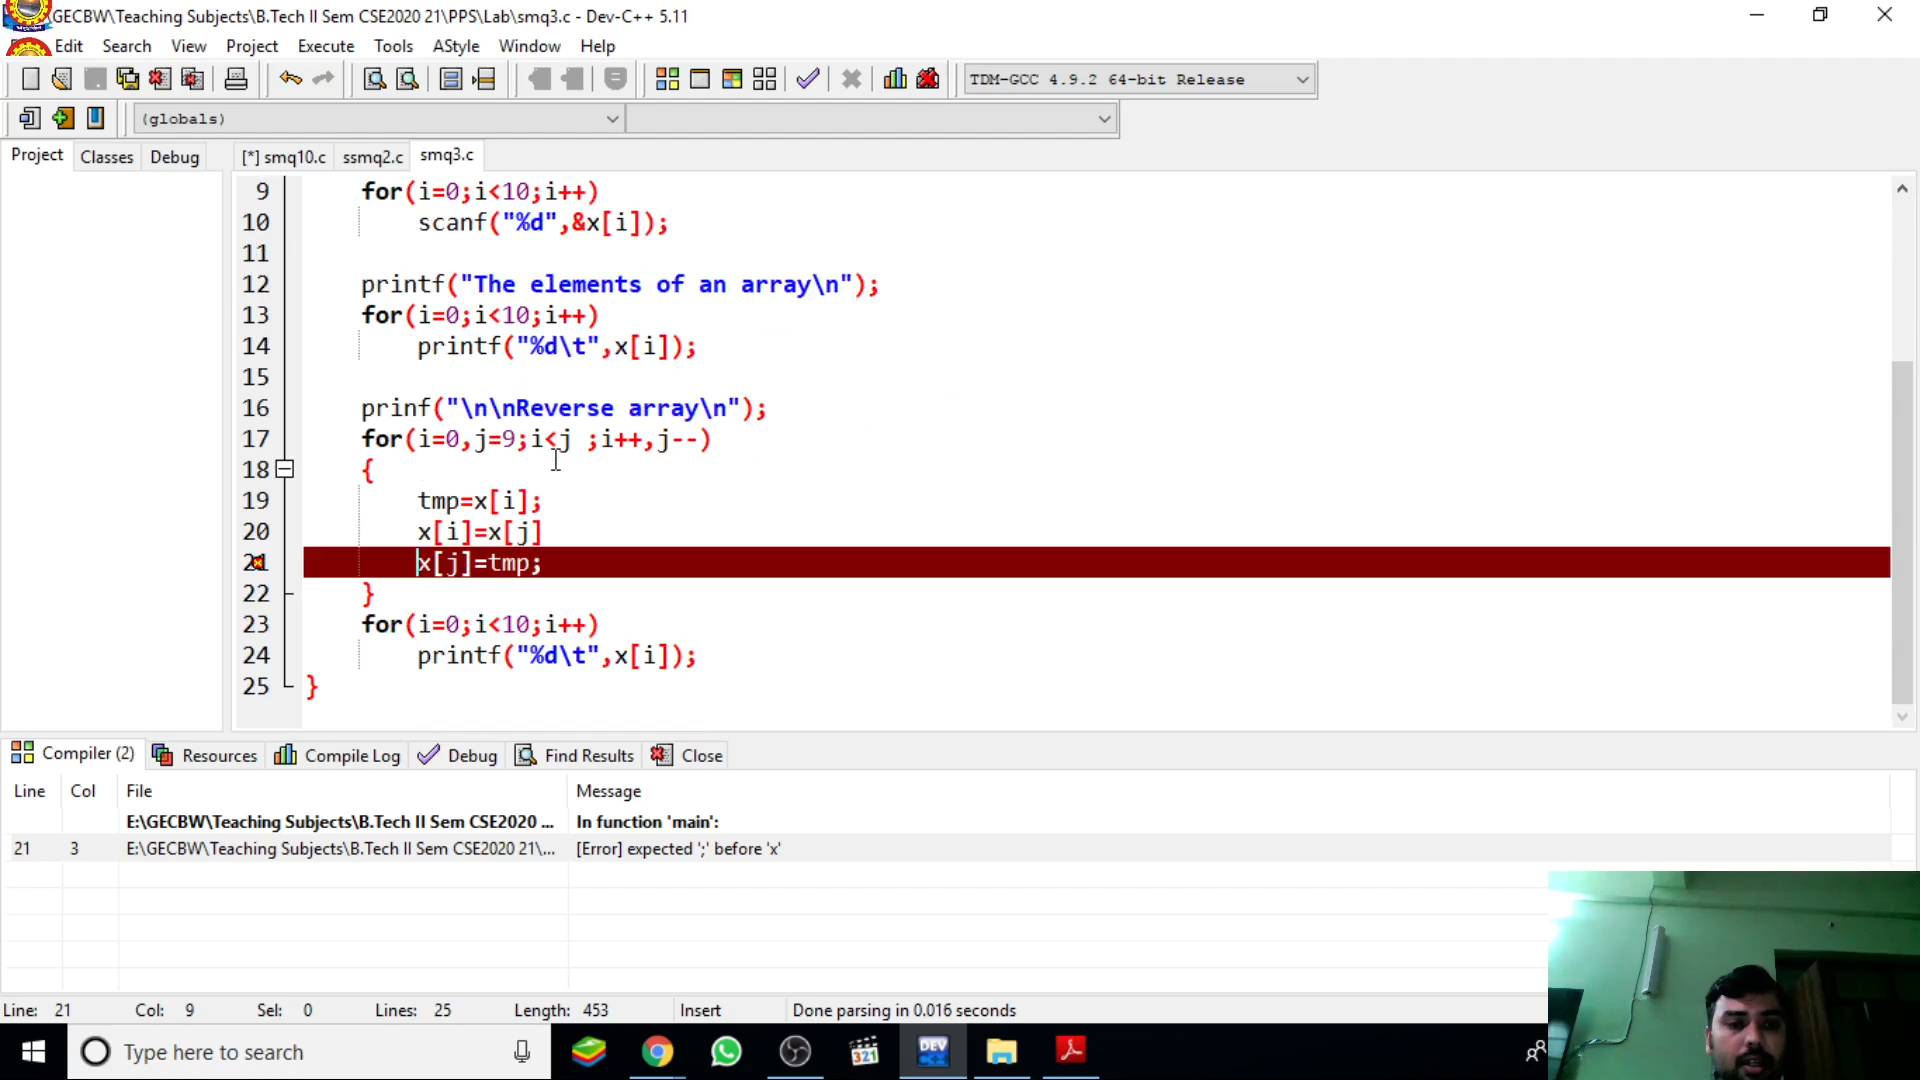 GECBW\Teaching Subjects\B.Tech II Sem CSE2020 21\PPS\Lab\smq3.c - Dev-C++ 5.11
Edit Search View Project Execute Tools AStyle Window Help
TDM-GCC 4.9.2 64-bit Release
(globals)
Project Classes Debug [*] smq10.c ssmq2.c smq3.c
9 for(i=0;i<10;i++)
10 scanf("%d",&x[i]);
11
12 printf("The elements of an array\n");
13 for(i=0;i<10;i++)
14 printf("%d\t",x[i]);
15
16 prinf("\n\nReverse array\n");
17 for(i=0,j=9;i<j ;i++,j--)
18 {
19 tmp=x[i];
20 x[i]=x[j]
21 x[j]=tmp;
22 }
23 for(i=0;i<10;i++)
24 printf("%d\t",x[i]);
25 }
Compiler (2) Resources Compile Log Debug Find Results Close
Line Col File Message
E:\GECBW\Teaching Subjects\B.Tech II Sem CSE2020 ... In function 'main':
21 3 E:\GECBW\Teaching Subjects\B.Tech II Sem CSE2020 21\... [Error] expected ';' before 'x'
Line: 21 Col: 9 Sel: 0 Lines: 25 Length: 453 Insert Done parsing in 0.016 seconds
Type here to search
321
DEV C++